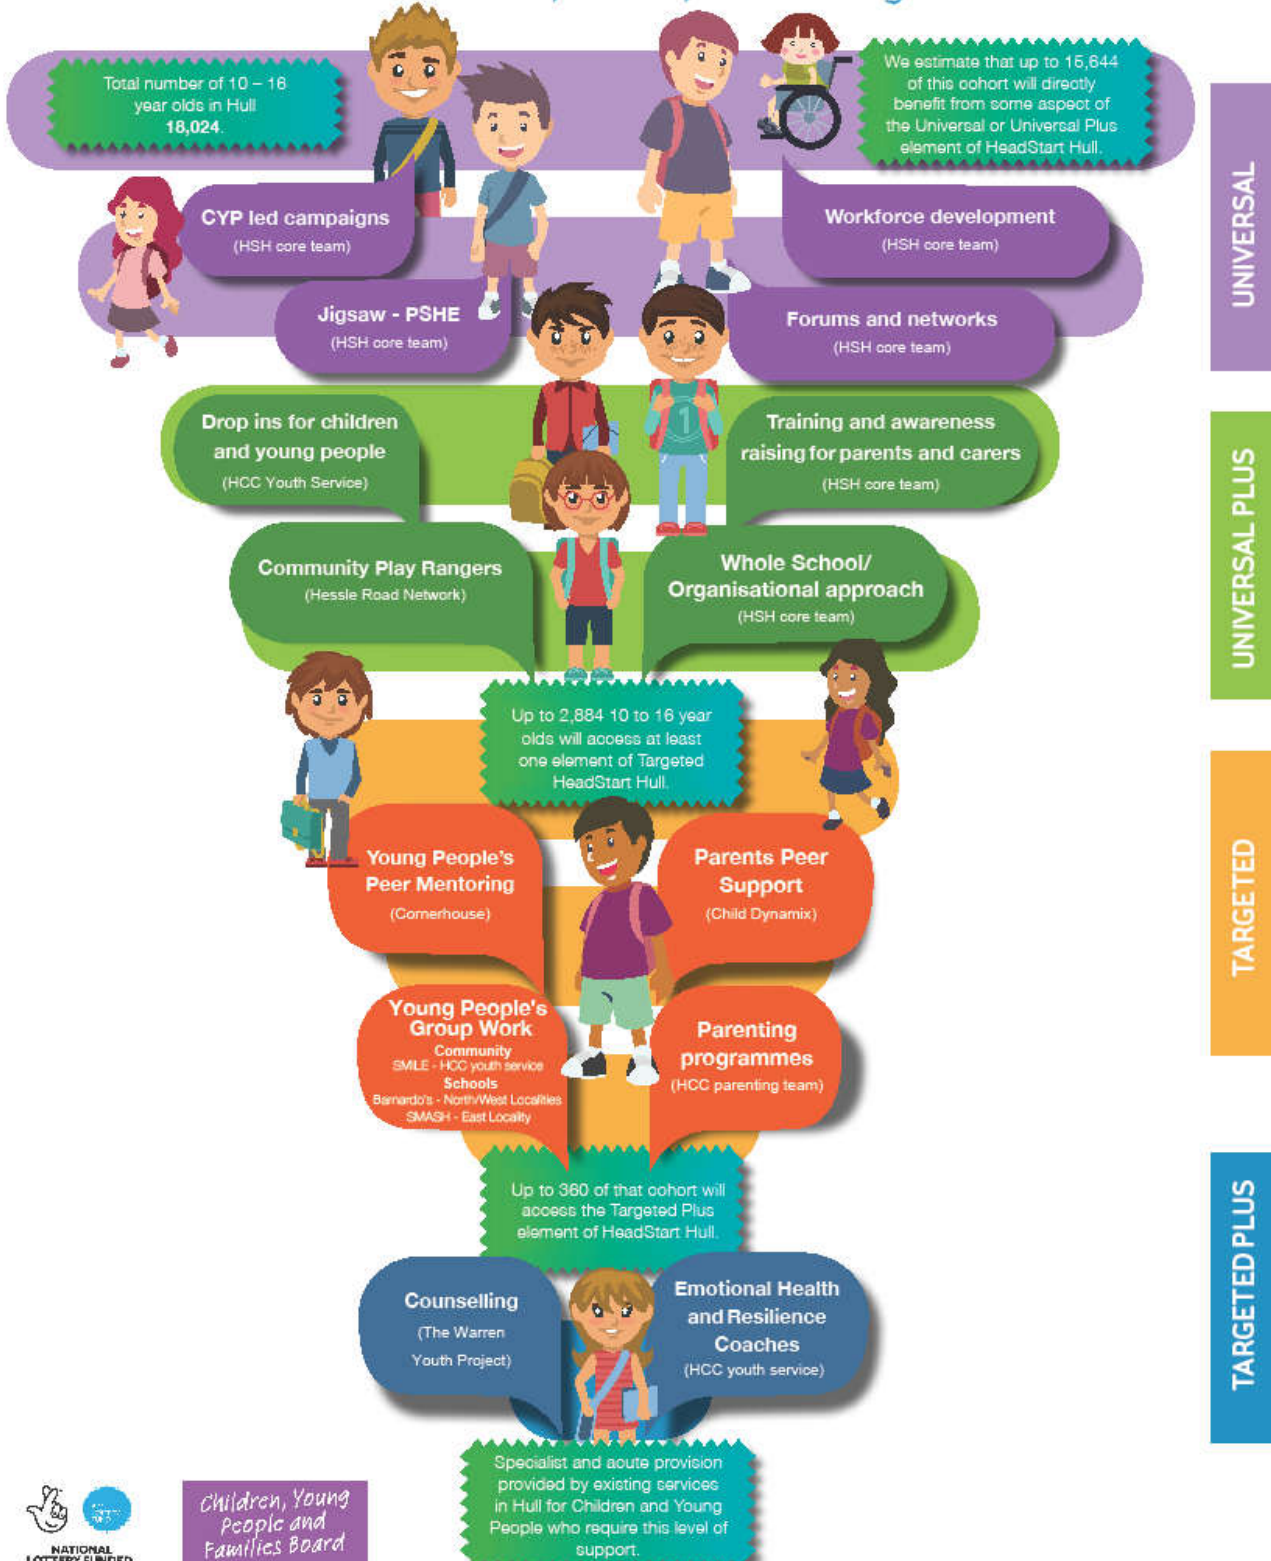 Total number of 10 – 16
year olds in Hull
18,024.
We estimate that up to 15,644
of this cohort will directly
benefit from some aspect of
the Universal or Universal Plus
element of HeadStart Hull.
CYP led campaigns
(HSH core team)
Workforce development
(HSH core team)
Jigsaw - PSHE
(HSH core team)
Forums and networks
(HSH core team)
UNIVERSAL
Drop ins for children
and young people
(HCC Youth Service)
Training and awareness
raising for parents and carers
(HSH core team)
Community Play Rangers
(Hessle Road Network)
Whole School/
Organisational approach
(HSH core team)
UNIVERSAL PLUS
Up to 2,884 10 to 16 year
olds will access at least
one element of Targeted
HeadStart Hull.
Young People's
Peer Mentoring
(Cornerhouse)
Parents Peer
Support
(Child Dynamix)
Young People's
Group Work
Community
SMILE - HCC youth service
Schools
Barnardo's - North/West Localities
SMASH - East Locality
Parenting
programmes
(HCC parenting team)
TARGETED
Up to 360 of that cohort will
access the Targeted Plus
element of HeadStart Hull.
Counselling
(The Warren
Youth Project)
Emotional Health
and Resilience
Coaches
(HCC youth service)
TARGETED PLUS
Specialist and acute provision
provided by existing services
in Hull for Children and Young
People who require this level of
support.
NATIONAL
LOTTERY FUNDED
Children, Young
People and
Families Board
1